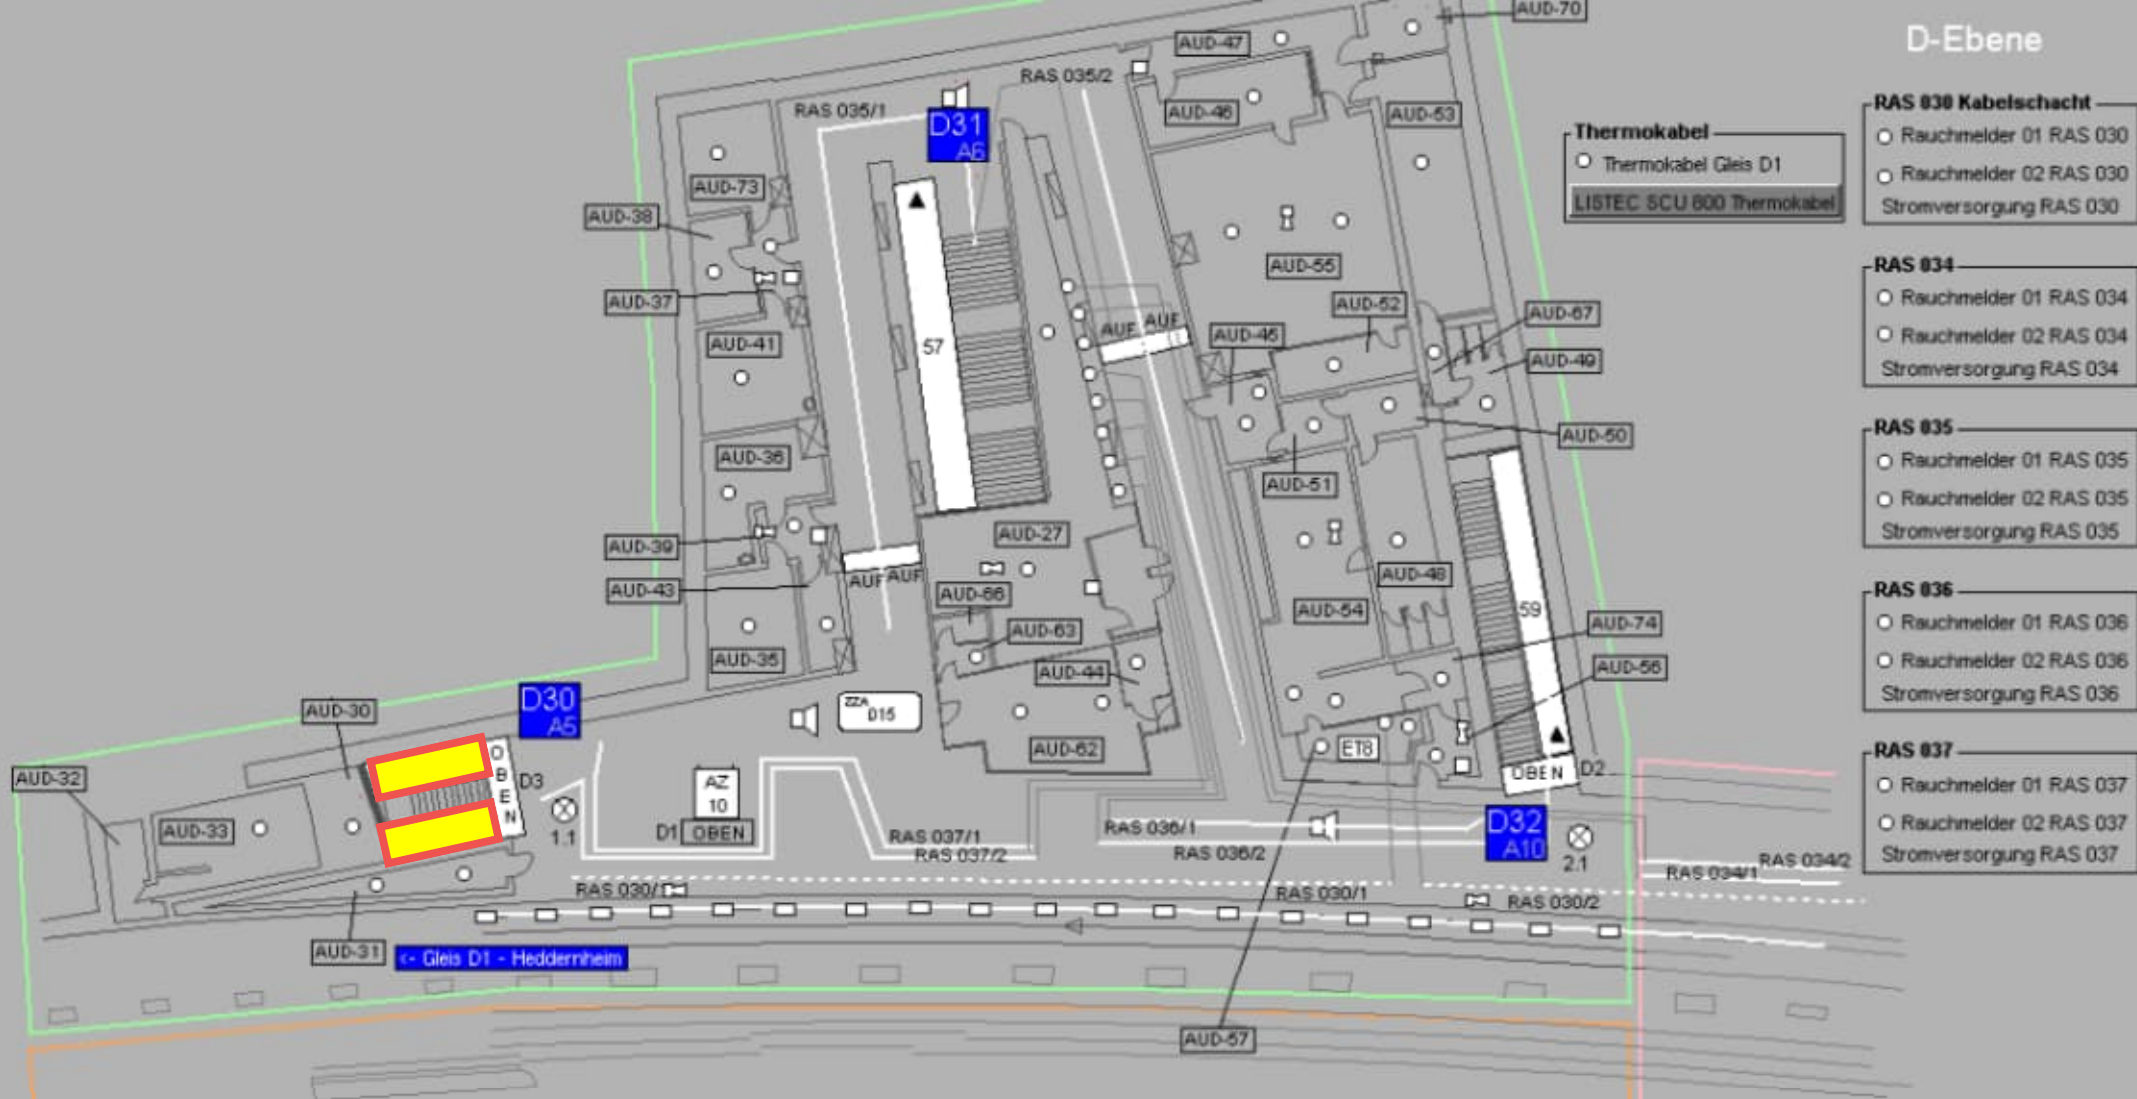 AUD-70
D-Ebene
AUD-47
RAS 035/2
RAS 035/1
AUD-46
AUD-53
D31
A6
Thermokabel
Thermokabel Gleis D1
LISTEC SCU 800 Thermokabel
RAS 030 Kabelschacht
Rauchmelder 01 RAS 030
Rauchmelder 02 RAS 030
Stromversorgung RAS 030
AUD-73
AUD-38
AUD-37
AUD-41
57
AUD-55
AUD-52
AUD-67
AUF AUF
AUD-45
AUD-49
RAS 034
Rauchmelder 01 RAS 034
Rauchmelder 02 RAS 034
Stromversorgung RAS 034
AUD-36
AUD-50
AUD-51
RAS 035
Rauchmelder 01 RAS 035
Rauchmelder 02 RAS 035
Stromversorgung RAS 035
AUD-39
AUD-27
AUF AUF
AUD-43
AUD-66
AUD-48
AUD-63
AUD-54
59
AUD-74
AUD-35
AUD-44
AUD-56
RAS 036
Rauchmelder 01 RAS 036
Rauchmelder 02 RAS 036
Stromversorgung RAS 036
D30
A5
AUD-30
ZZA
D15
AUD-62
ET8
OBEN
D2
AUD-32
AUD-33
OBEN
D3
1.1
AZ
10
D1
OBEN
RAS 037/1
RAS 037/2
RAS 036/1
RAS 036/2
D32
A10
2.1
RAS 034/2
RAS 034/1
RAS 037
Rauchmelder 01 RAS 037
Rauchmelder 02 RAS 037
Stromversorgung RAS 037
RAS 030/1
RAS 030/1
RAS 030/2
AUD-31
<- Gleis D1 - Heddernheim
AUD-57